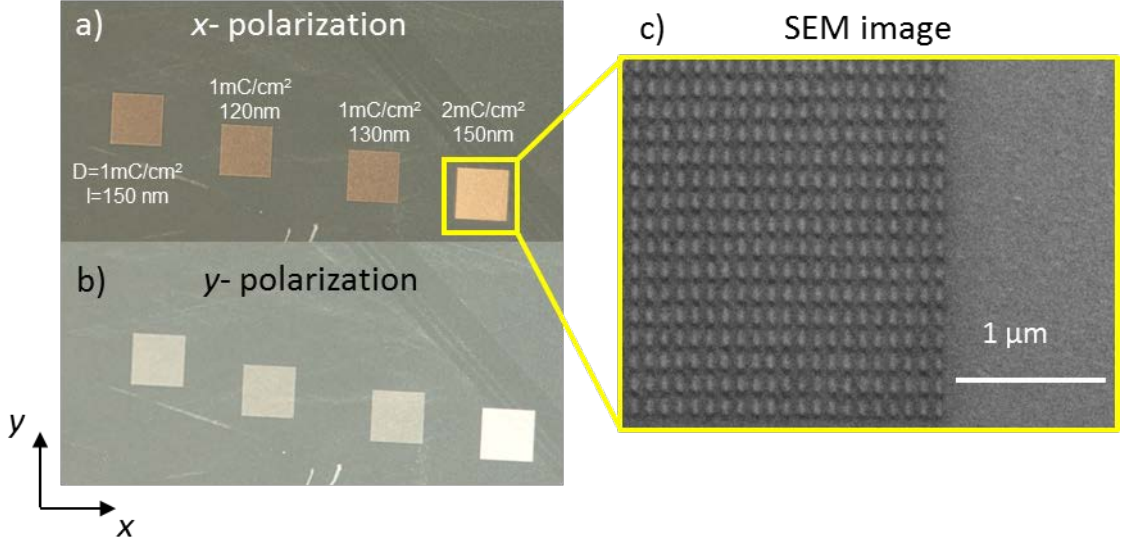 a)
x- polarization
1mC/cm²
120nm
1mC/cm²
130nm
2mC/cm²
150nm
D=1mC/cm²
l=150 nm
b)
y- polarization
y
x
c)
SEM image
1 µm